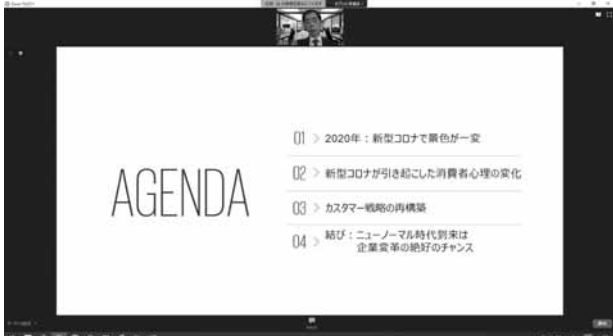 AGENDA
01 > 2020年：新型コロナで景色が一変
02 > 新型コロナが引き起こした消費者心理の変化
03 > カスタマー戦略の再構築
04 > 結び：ニューノーマル時代到来は
企業変革の絶好のチャンス